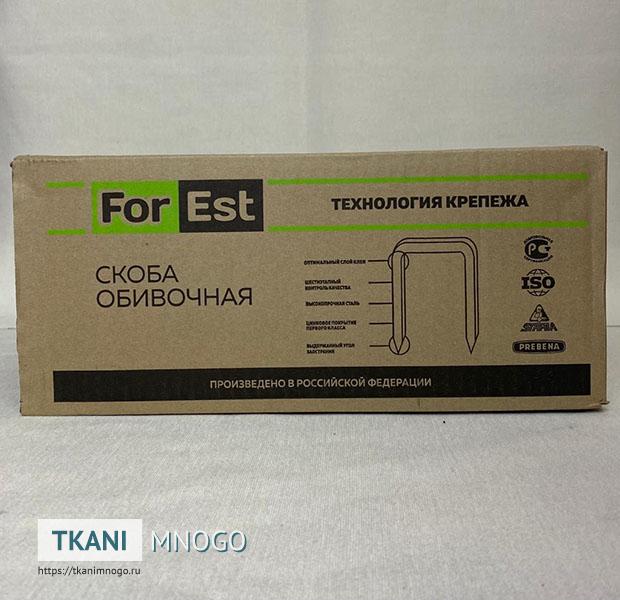 For Est
ТЕХНОЛОГИЯ КРЕПЕЖА
СКОБА
ОБИВОЧНАЯ
ОПТИМАЛЬНЫЙ СЛОЙ КЛЕЯ
ШЕСТИЭТАПНЫЙ
КОНТРОЛЬ КАЧЕСТВА
ВЫСОКОПРОЧНАЯ СТАЛЬ
ЦИНКОВОЕ ПОКРЫТИЕ
ПЕРВОГО КЛАССА
ВЫДЕРЖАННЫЙ УГОЛ
ЗАОСТРЕНИЯ
ISO
PREBENA
ПРОИЗВЕДЕНО В РОССИЙСКОЙ ФЕДЕРАЦИИ
TKANI MNOGO
https://tkanimnogo.ru